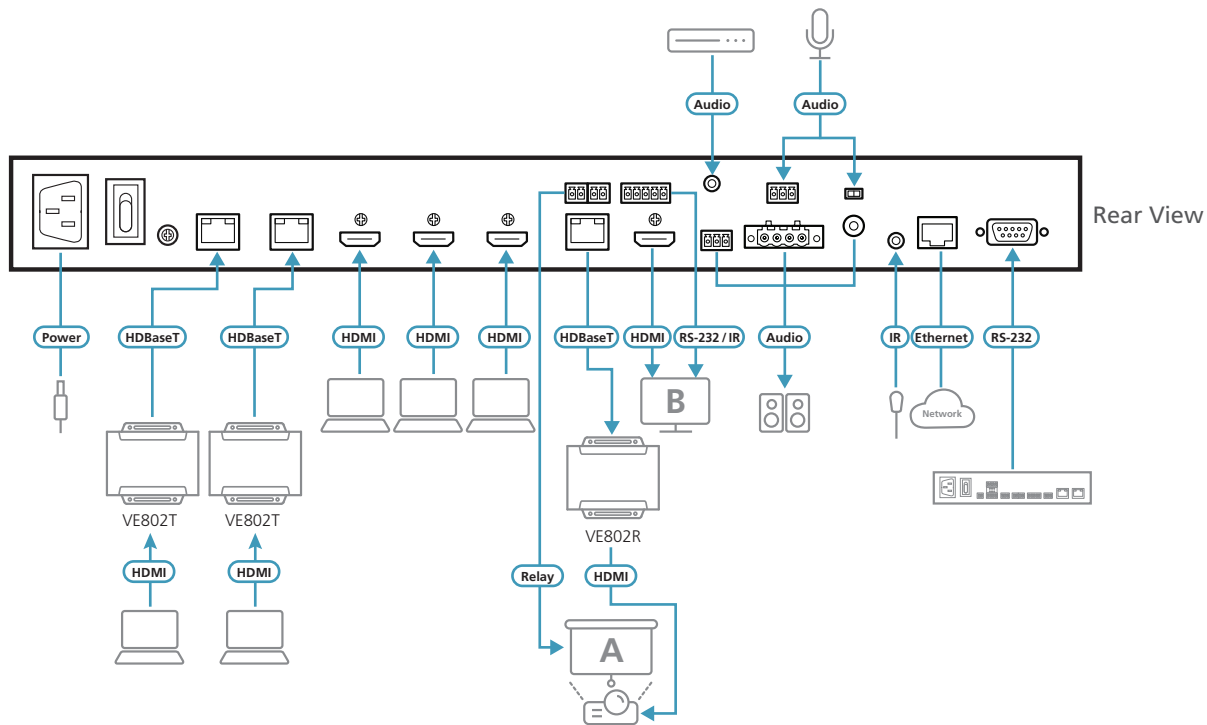 Audio
Audio
Rear View
Power
HDBaseT
HDBaseT
HDMI
HDMI
HDMI
HDBaseT
HDMI
RS-232 / IR
Audio
IR
Ethernet
RS-232
B
Network
VE802T
VE802T
VE802R
HDMI
HDMI
Relay
HDMI
A